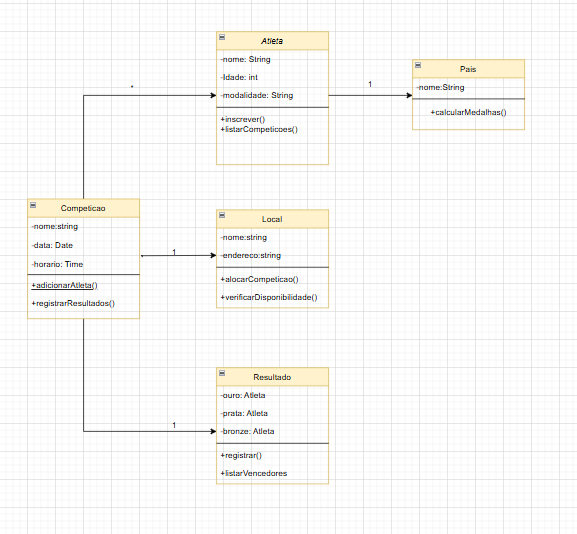 Atleta
-nome: String
-Idade: int
-modalidade: String
+inscrever()
+listarCompeticoes()
1
Pais
-nome:String
+calcularMedalhas()
*
Competicao
-nome:string
-data: Date
-horario: Time
+adicionarAtleta()
+registrarResultados()
1
Local
-nome:string
-endereco:string
+alocarCompeticao()
+verificarDisponibilidade()
1
Resultado
-ouro: Atleta
-prata: Atleta
-bronze: Atleta
+registrar()
+listarVencedores